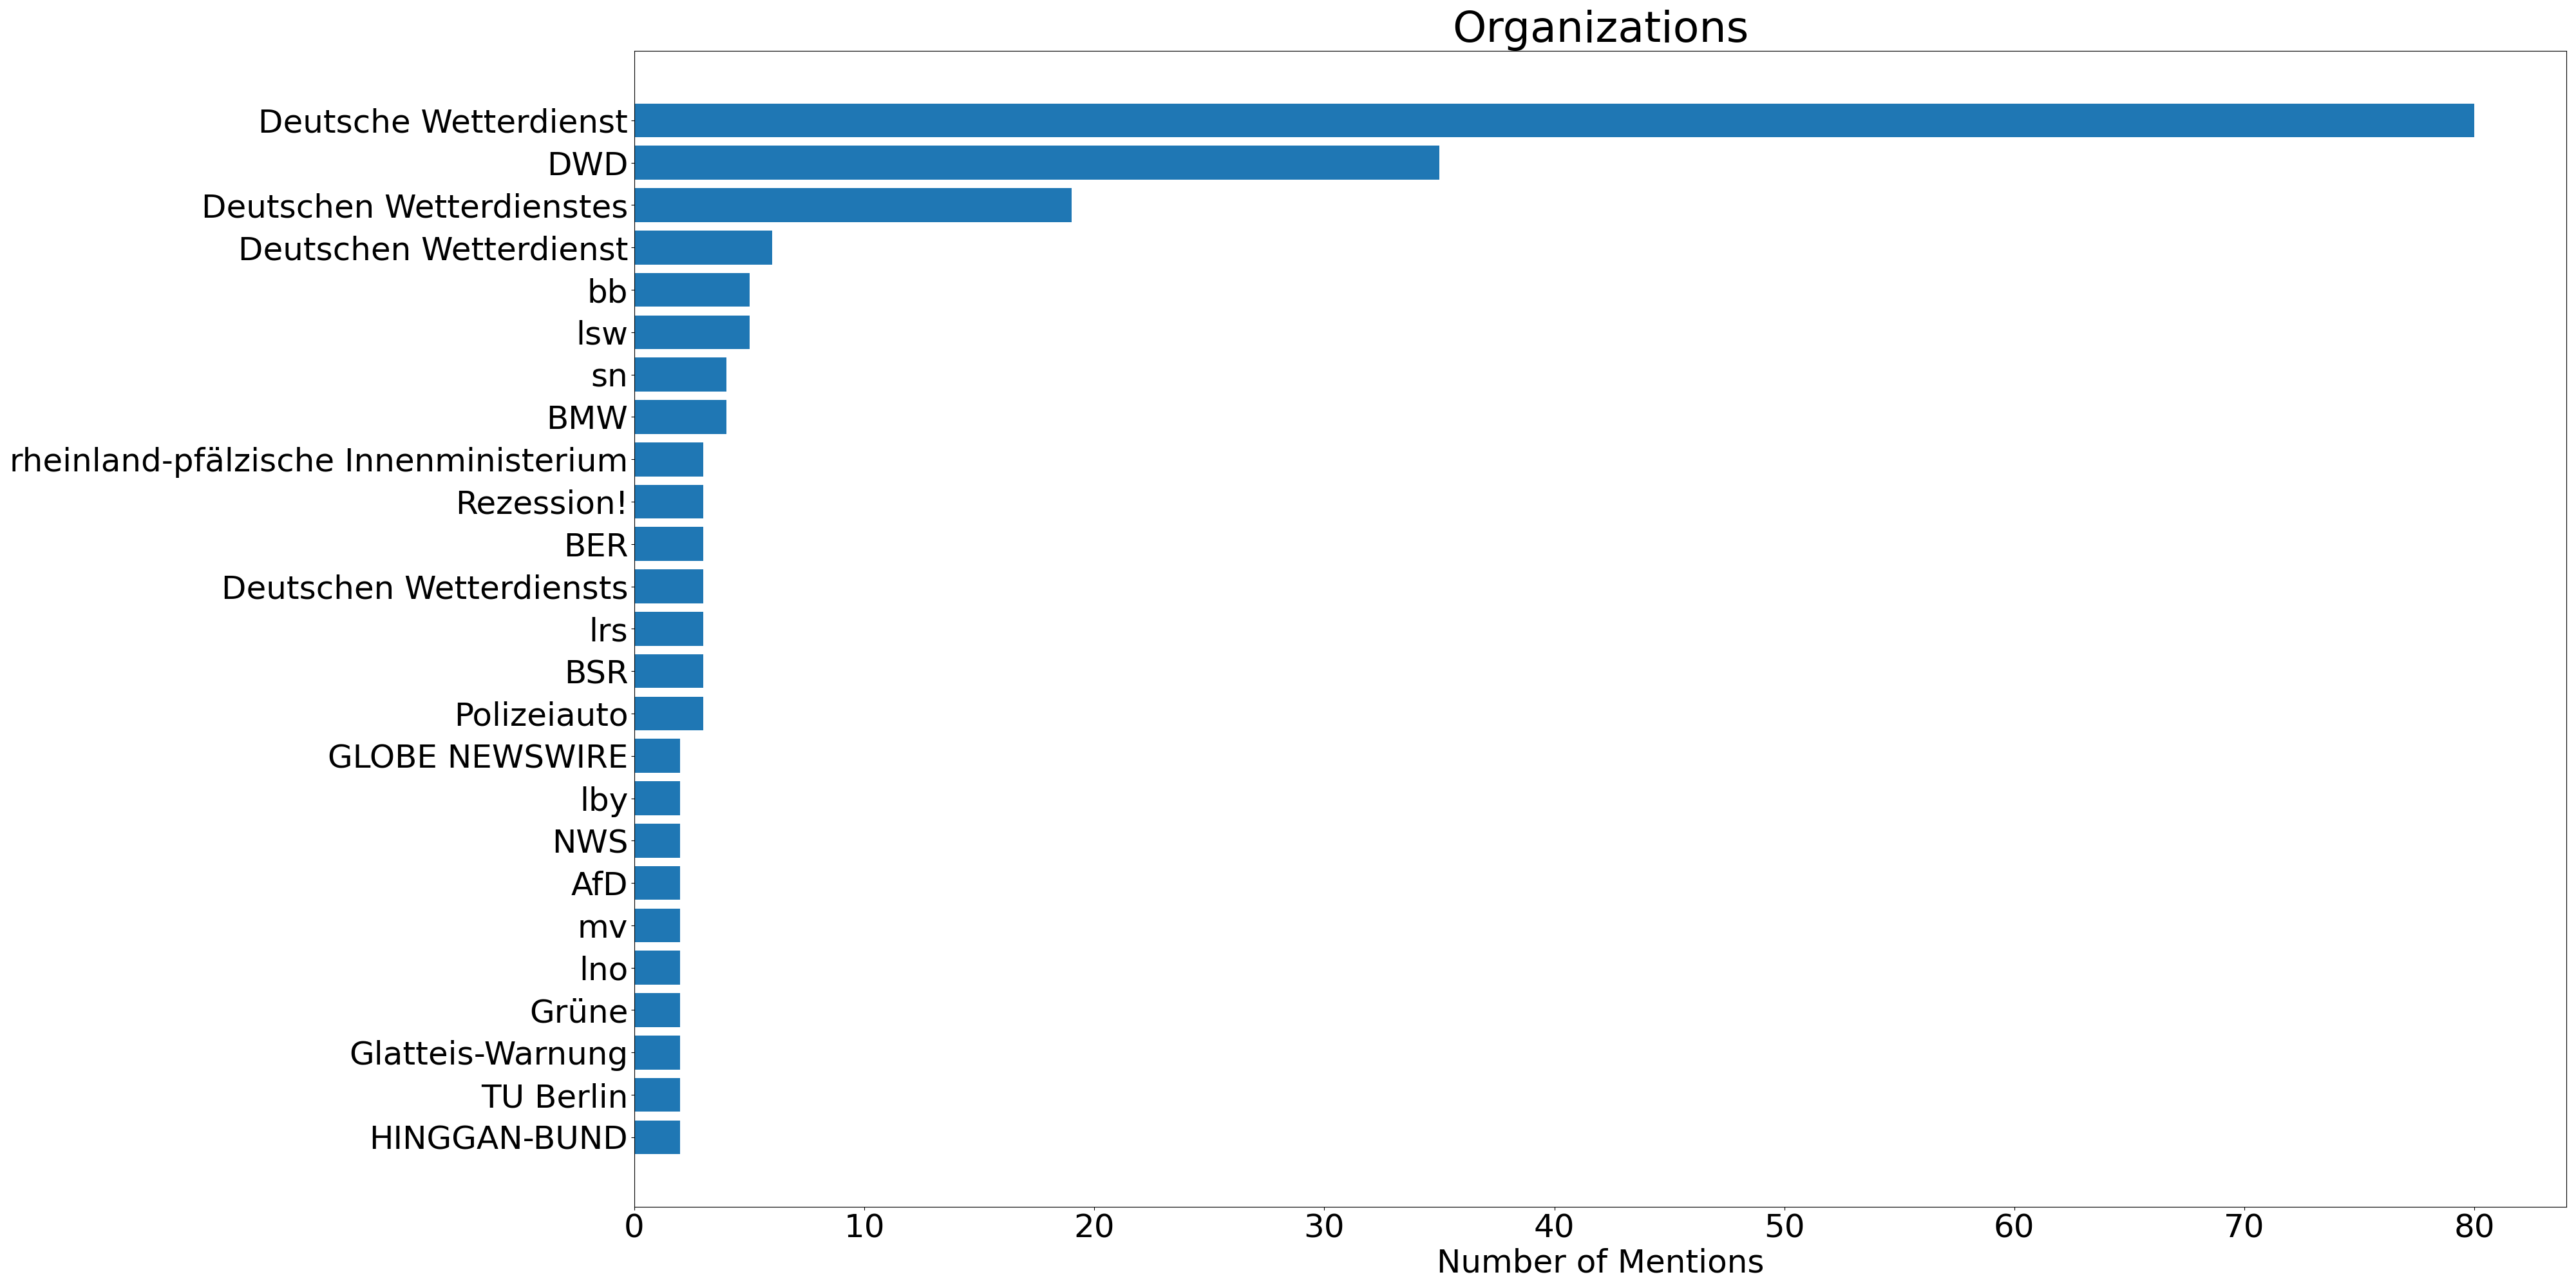 Organizations
Deutsche Wetterdienst
DWD
Deutschen Wetterdienstes
Deutschen Wetterdienst
bb
lsw
sn
BMW
rheinland-pfälzische Innenministerium
Rezession!
BER
Deutschen Wetterdiensts
lrs
BSR
Polizeiauto
GLOBE NEWSWIRE
lby
NWS
AfD
mv
lno
Grüne
Glatteis-Warnung
TU Berlin
HINGGAN-BUND
0 10 20 30 40 50 60 70 80
Number of Mentions